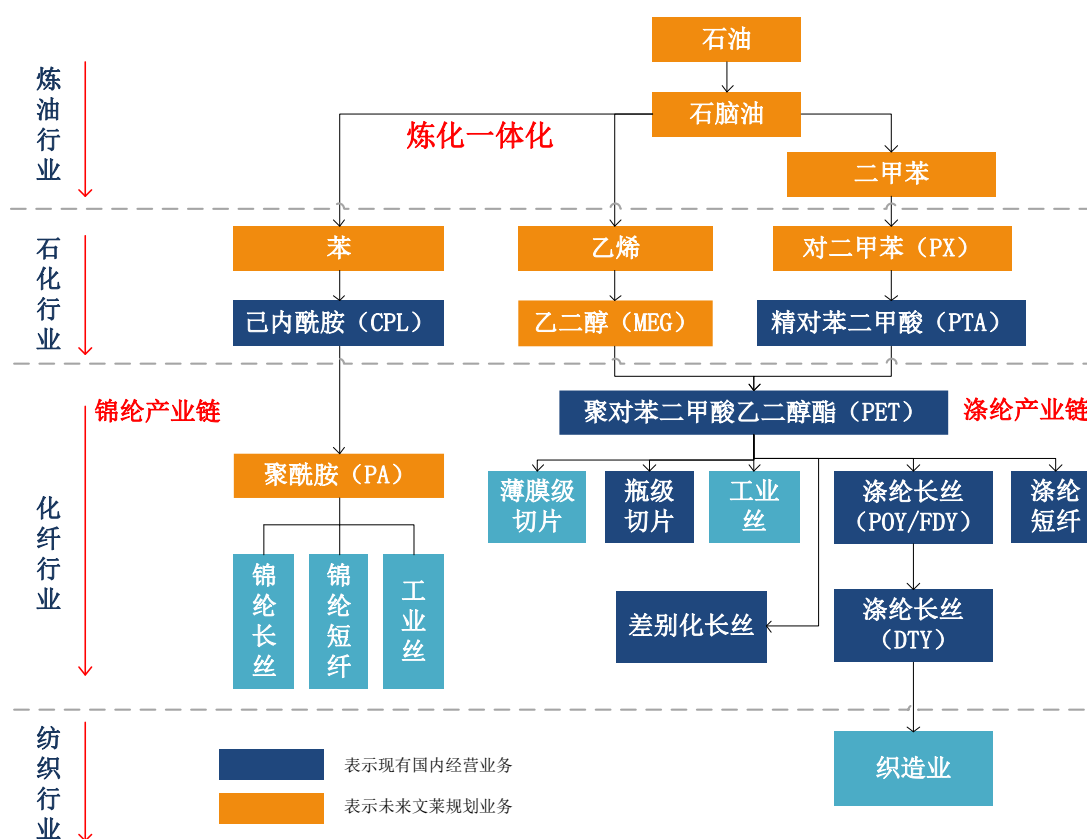 石油
炼油行业
石脑油
炼化一体化
二甲苯
石化行业
苯
乙烯
对二甲苯（PX）
己内酰胺（CPL）
乙二醇（MEG）
精对苯二甲酸（PTA）
锦纶产业链
聚对苯二甲酸乙二醇酯（PET）
涤纶产业链
化纤行业
聚酰胺（PA）
薄膜级
切片
瓶级
切片
工业
丝
涤纶长丝
（POY/FDY）
涤纶
短纤
锦纶长丝
锦纶短纤
工业丝
差别化长丝
涤纶长丝
（DTY）
纺织行业
织造业
表示现有国内经营业务
表示未来文莱规划业务